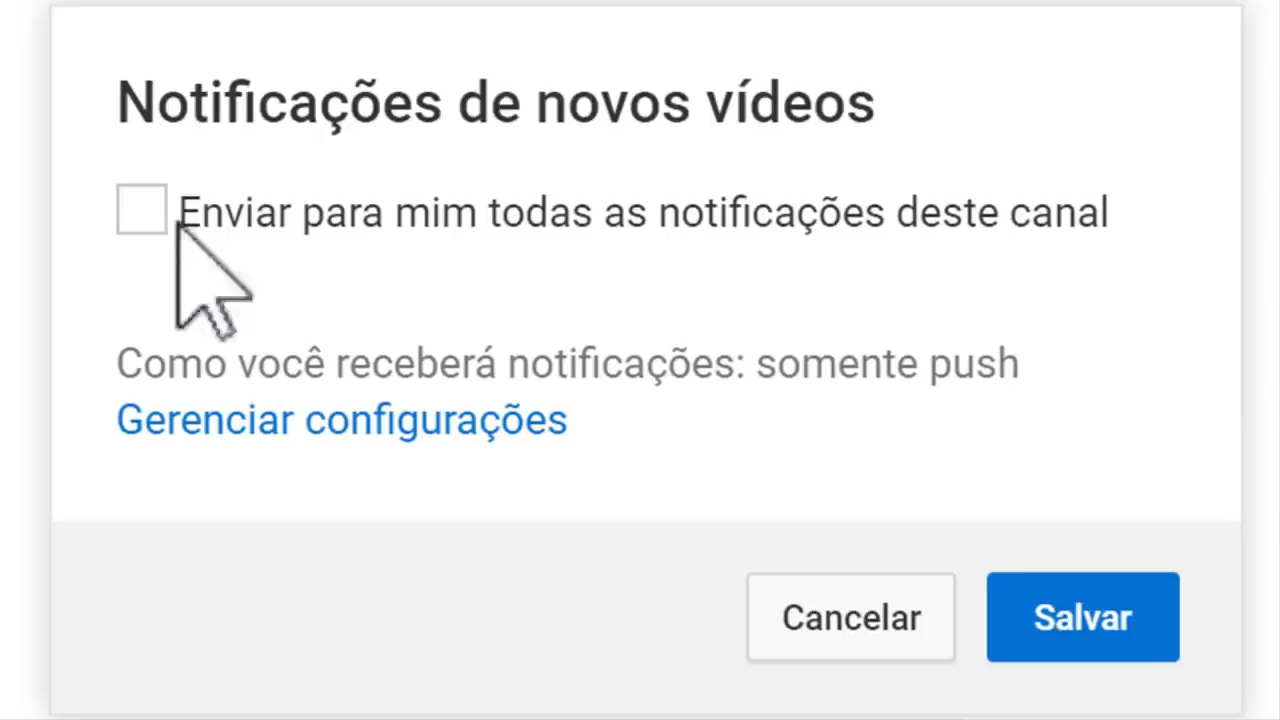 Notificações de novos vídeos
Enviar para mim todas as notificações deste canal
Como você receberá notificações: somente push
Gerenciar configurações
Cancelar
Salvar